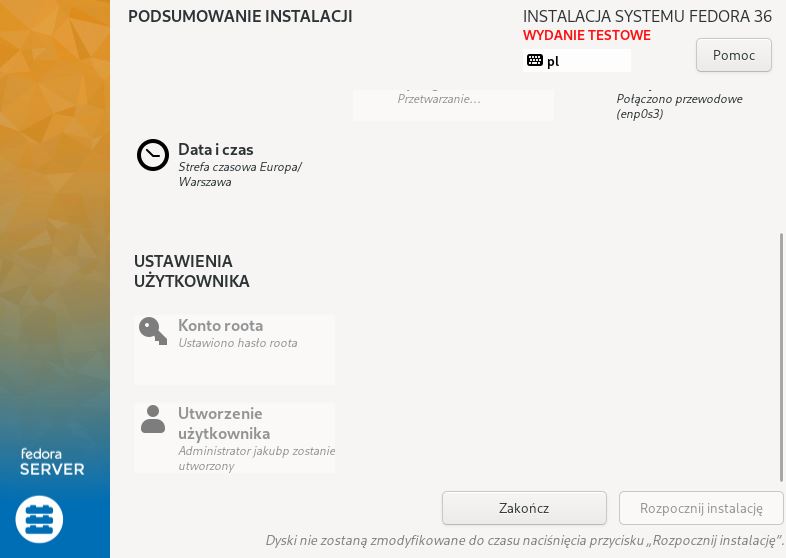 PODSUMOWANIE INSTALACJI
INSTALACJA SYSTEMU FEDORA 36
WYDANIE TESTOWE
pl
Pomoc
Przetwarzanie...
Połączono przewodowe
(enp0s3)
Data i czas
Strefa czasowa Europa/
Warszawa
USTAWIENIA
UŻYTKOWNIKA
Konto roota
Ustawiono hasło roota
Utworzenie
użytkownika
Administrator jakubp zostanie
utworzony
fedora
SERVER
Zakończ
Rozpocznij instalację
Dyski nie zostaną zmodyfikowane do czasu naciśnięcia przycisku „Rozpocznij instalację”.